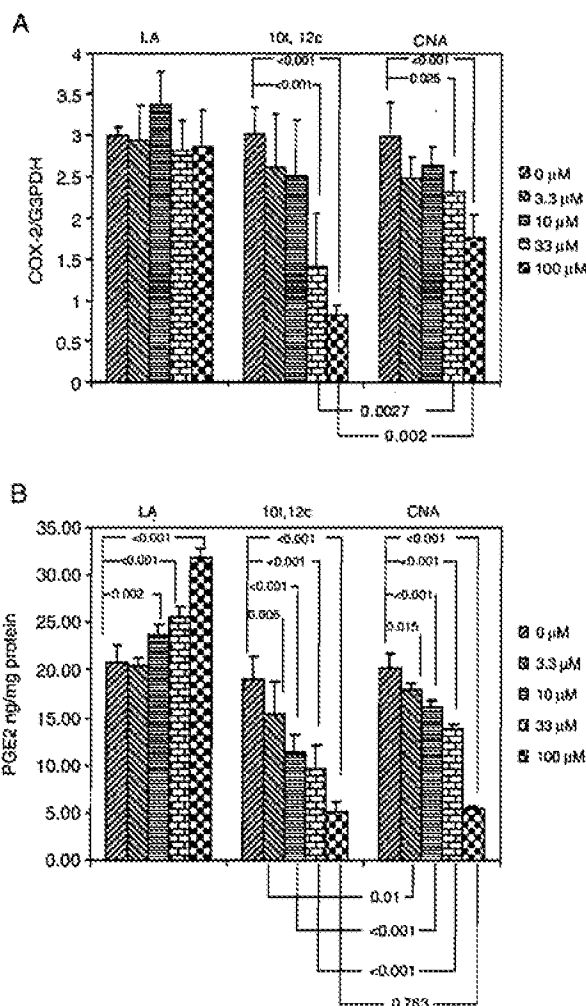 A
LA 10t, 12c CNA
<0.001 <0.001
<0.001 0.025
COX-2/G3PDH
4
3.5
3
2.5
2
1.5
1
0.5
0
0 µM
3.3 µM
10 µM
33 µM
100 µM
0.0027
0.002
B
LA 10t,12c CNA
<0.001 <0.001 <0.001
<0.001 <0.001 <0.001
0.002 <0.001 <0.001
0.015
PGE2 ng/mg protein
35.00
30.00
25.00
20.00
15.00
10.00
5.00
0.00
0 µM
3.3 µM
10 µM
33 µM
100 µM
0.01
<0.001
<0.001
0.763